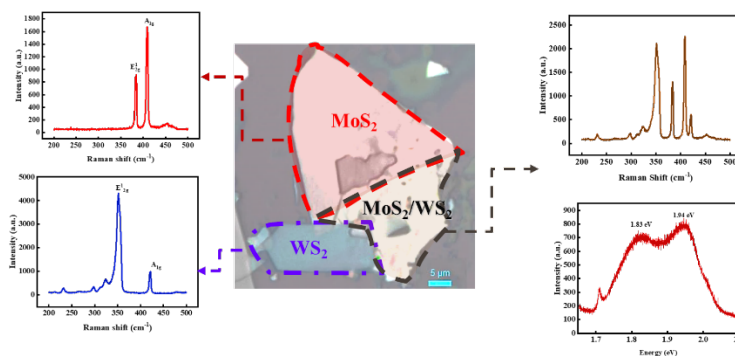 1800
1600
1400
1200
1000
800
600
400
200
0
Intensity (a.u.)
E¹₂g
A₁g
200 250 300 350 400 450 500
Raman shift (cm⁻¹)
5000
4000
3000
2000
1000
0
Intensity (a.u.)
E¹₂g
A₁g
200 250 300 350 400 450 500
Raman shift (cm⁻¹)
MoS₂
MoS₂/WS₂
WS₂
5 μm
2500
2000
1500
1000
500
0
Intensity (a.u.)
200 250 300 350 400 450 500
Raman shift (cm⁻¹)
900
800
700
600
500
400
300
200
100
0
Intensity (a.u.)
1.83 eV
1.94 eV
1.7 1.8 1.9 2.0
Energy (eV)